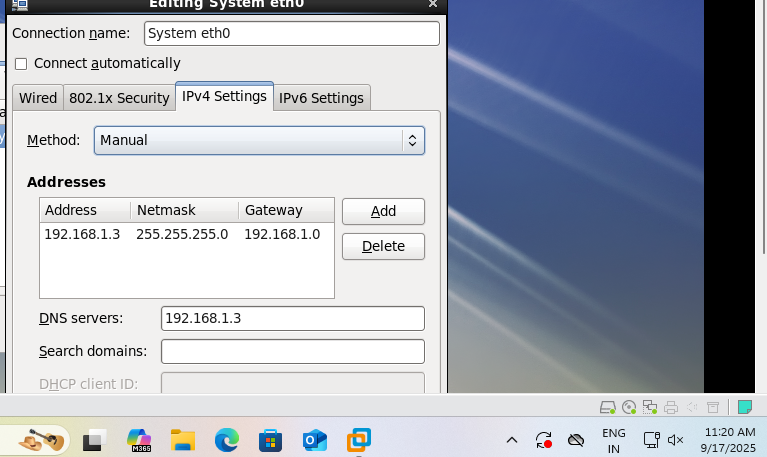 Editing System eth0
Connection name: System eth0
Connect automatically
Wired 802.1x Security IPv4 Settings IPv6 Settings
Method: Manual
Addresses
Address Netmask Gateway
192.168.1.3 255.255.255.0 192.168.1.0
Add
Delete
DNS servers: 192.168.1.3
Search domains:
DHCP client ID:
M365
ENG
IN
11:20 AM
9/17/2025